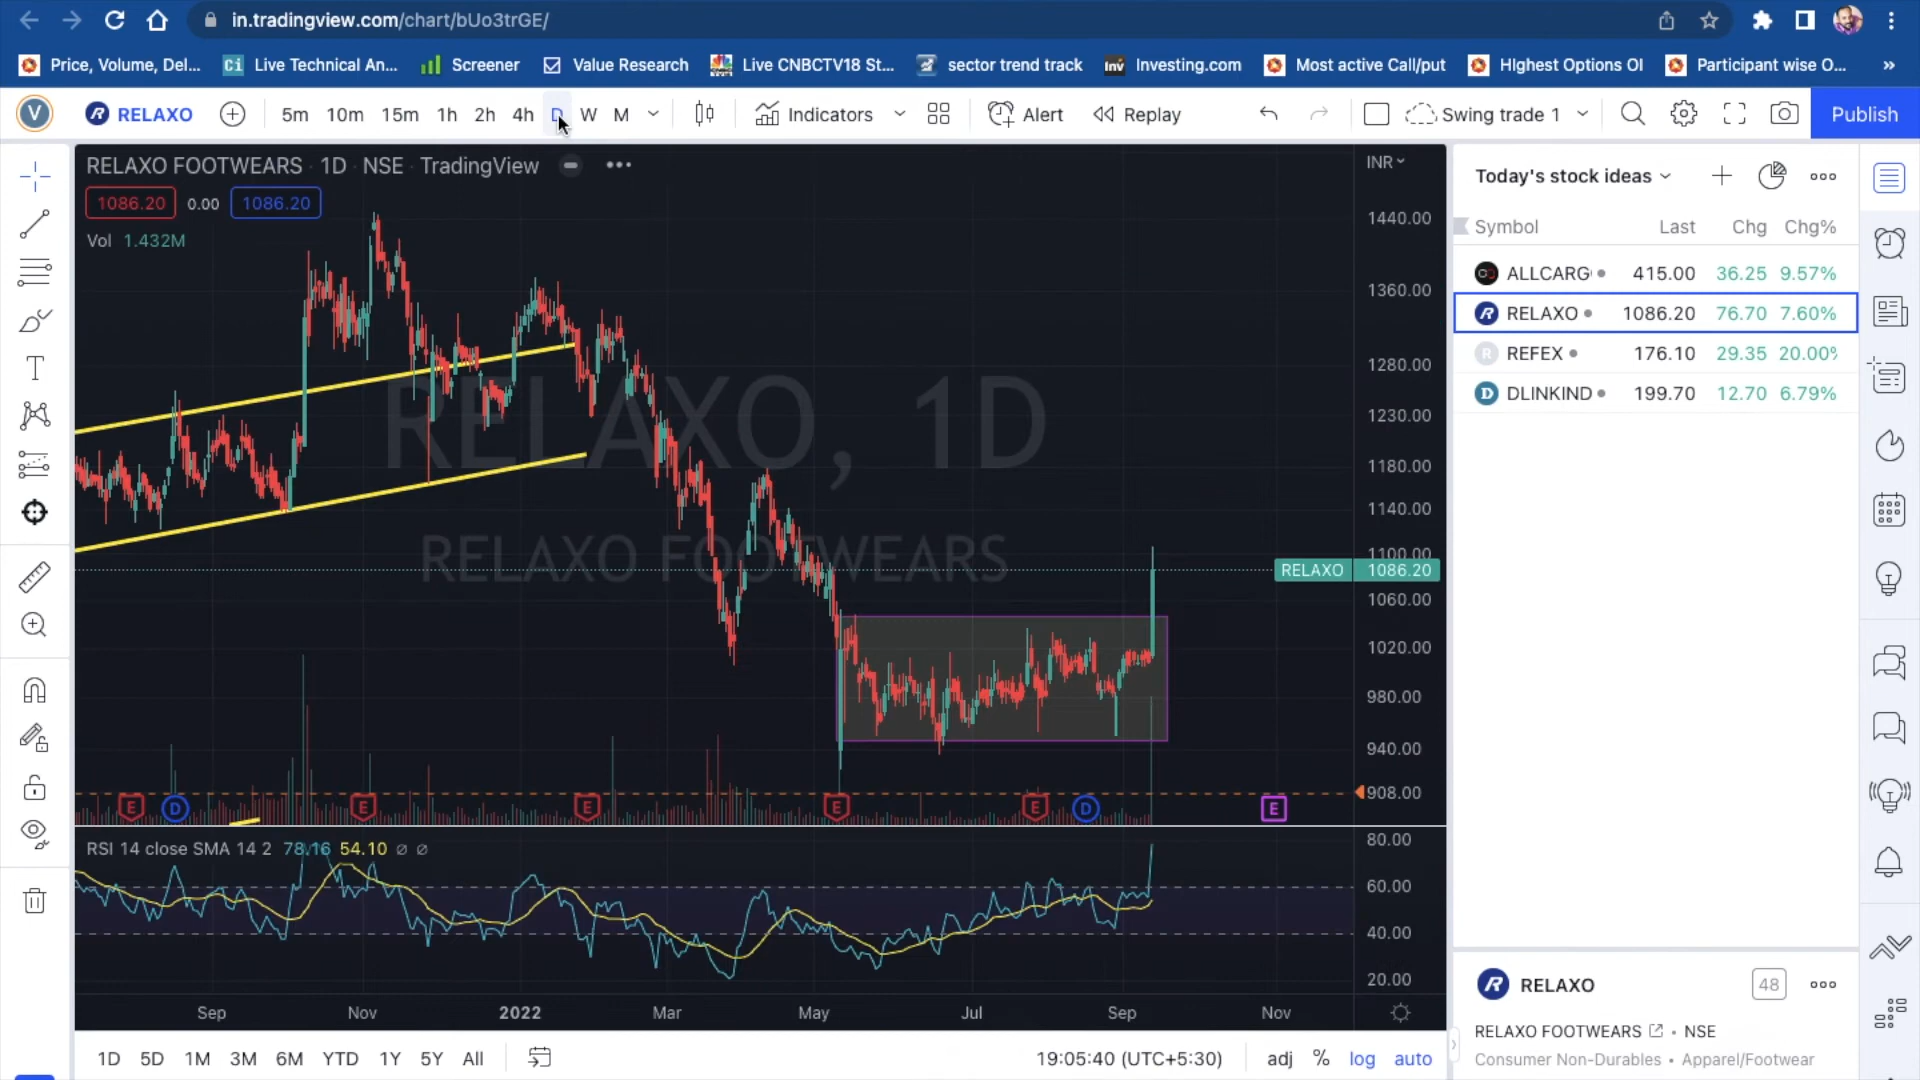 in.tradingview.com/chart/bUo3trGE/
Price, Volume, Del... Live Technical An... Screener Value Research Live CNBCTV18 St... sector trend track Investing.com Most active Call/put HIghest Options OI Participant wise O... »
V RELAXO 5m 10m 15m 1h 2h 4h D W M Indicators Alert Replay Swing trade 1 Publish
RELAXO FOOTWEARS · 1D · NSE · TradingView
INR
1086.20 0.00 1086.20
Vol 1.432M
RELAXO, 1D
RELAXO FOOTWEARS
1440.00
1360.00
1280.00
1230.00
1180.00
1140.00
1100.00
RELAXO 1086.20
1060.00
1020.00
980.00
940.00
908.00
E D E E E E D E
RSI 14 close SMA 14 2 78.16 54.10 ∅ ∅
80.00
60.00
40.00
20.00
Sep Nov 2022 Mar May Jul Sep Nov
1D 5D 1M 3M 6M YTD 1Y 5Y All
19:05:40 (UTC+5:30) adj % log auto
Today's stock ideas
Symbol Last Chg Chg%
ALLCARG 415.00 36.25 9.57%
RELAXO 1086.20 76.70 7.60%
R REFEX 176.10 29.35 20.00%
D DLINKIND 199.70 12.70 6.79%
RELAXO 48
RELAXO FOOTWEARS • NSE
Consumer Non-Durables • Apparel/Footwear